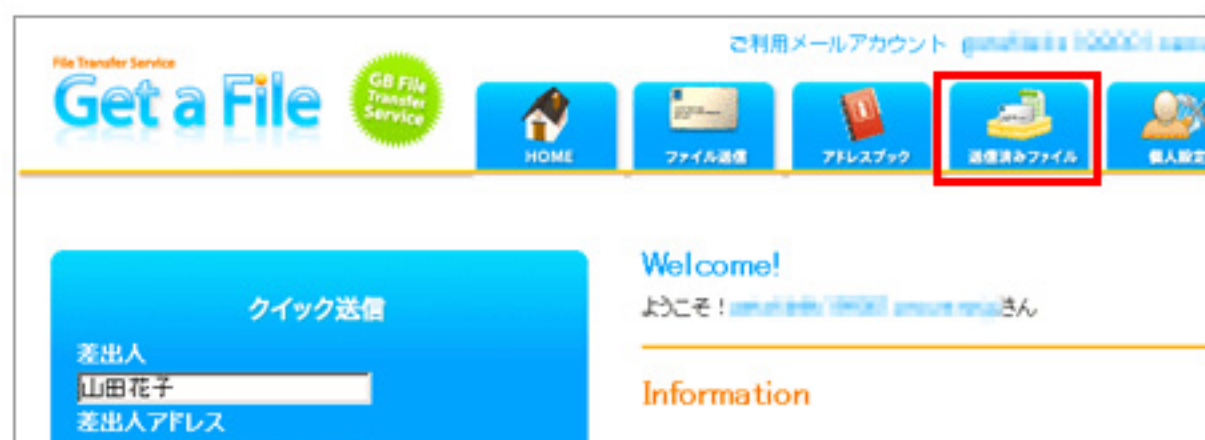 ご利用メールアカウント
File Transfer Service
Get a File
GB File
Transfer
Service
HOME
ファイル送信
アドレスブック
送信済みファイル
個人設定
Welcome!
ようこそ！
さん
クイック送信
差出人
山田花子
差出人アドレス
Information